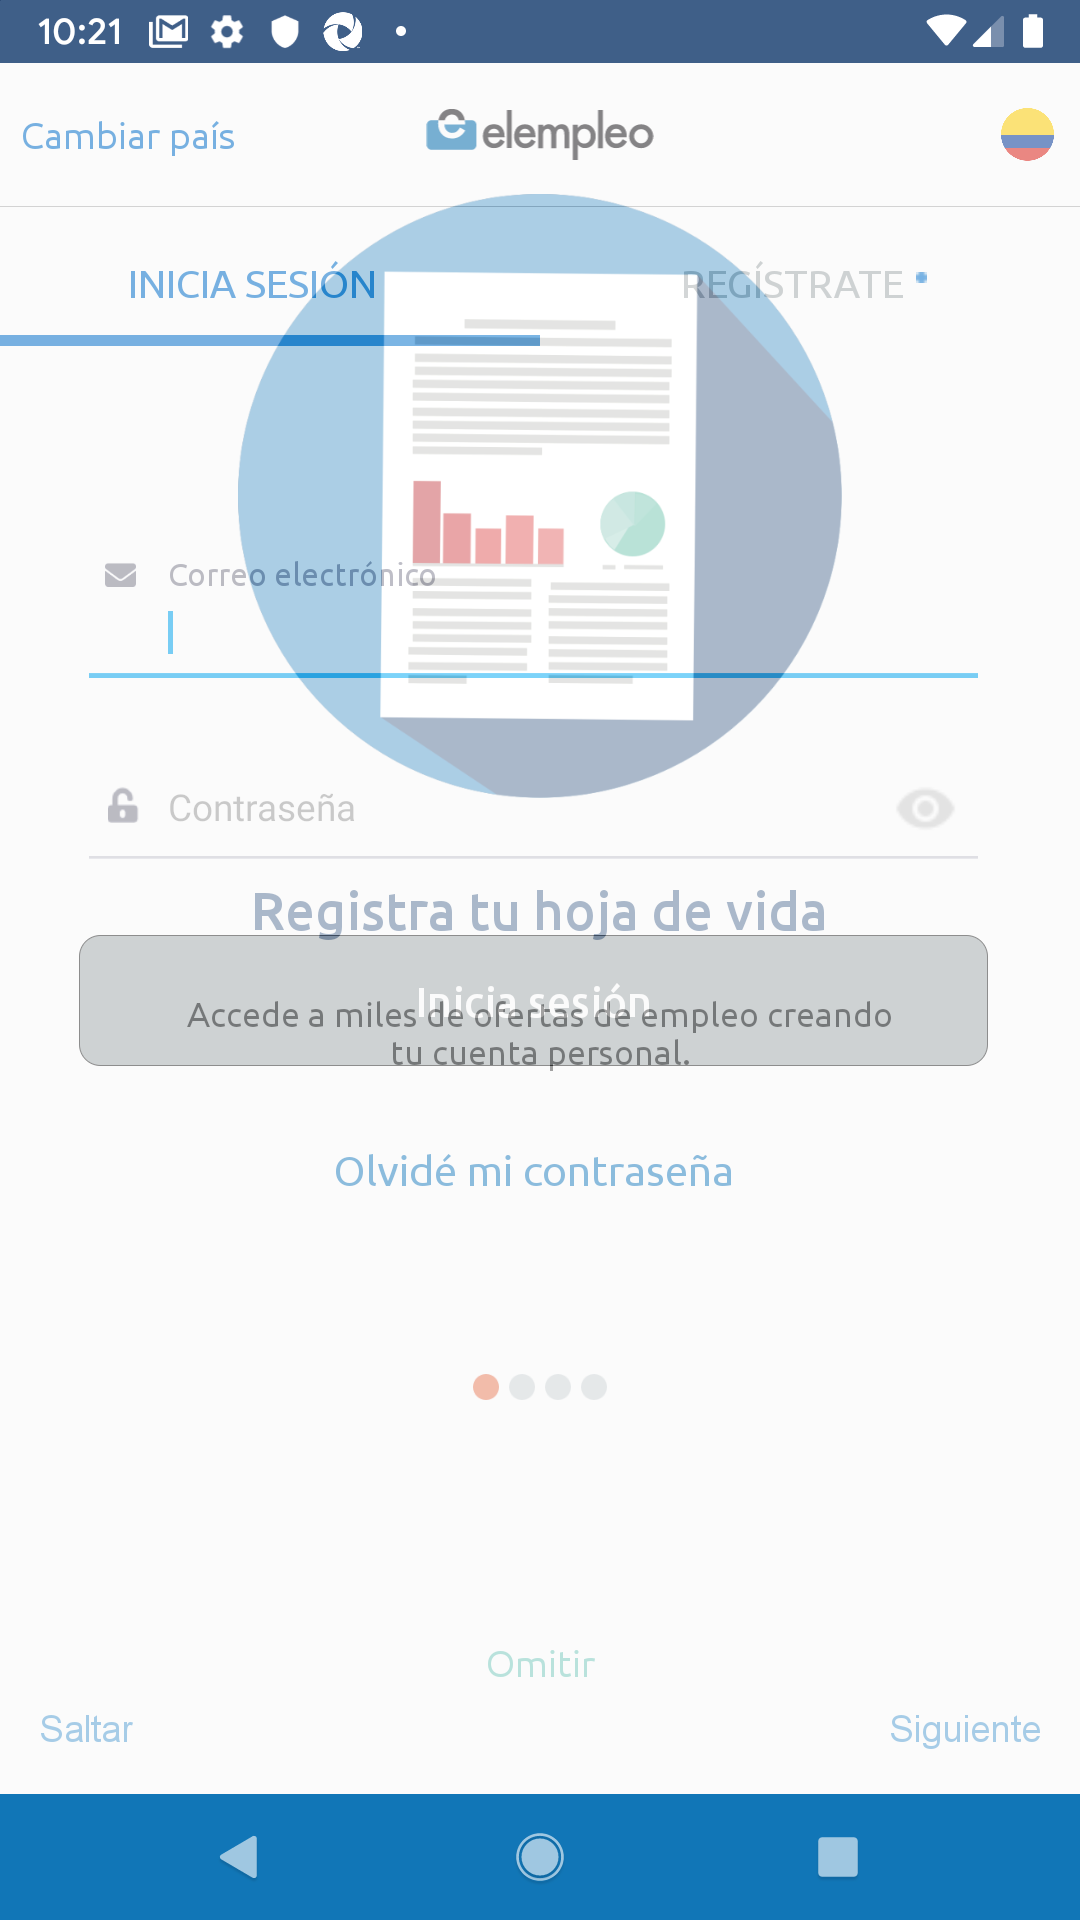 10:21
Cambiar país
elempleo
INICIA SESIÓN
REGÍSTRATE
Correo electrónico
Contraseña
Registra tu hoja de vida
Inicia sesión
Accede a miles de ofertas de empleo creando
tu cuenta personal.
Olvidé mi contraseña
Omitir
Saltar
Siguiente